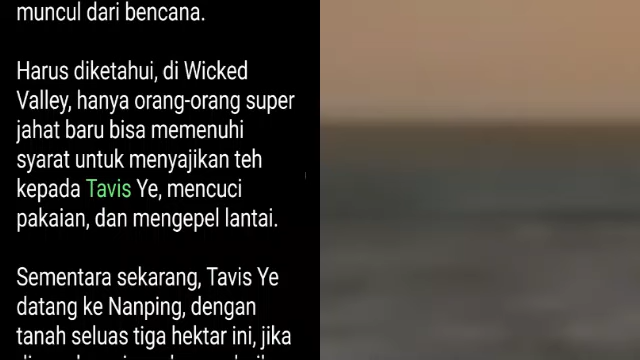 muncul dari bencana.
Harus diketahui, di Wicked
Valley, hanya orang-orang super
jahat baru bisa memenuhi
syarat untuk menyajikan teh
kepada Tavis Ye, mencuci
pakaian, dan mengepel lantai.
Sementara sekarang, Tavis Ye
datang ke Nanping, dengan
tanah seluas tiga hektar ini, jika